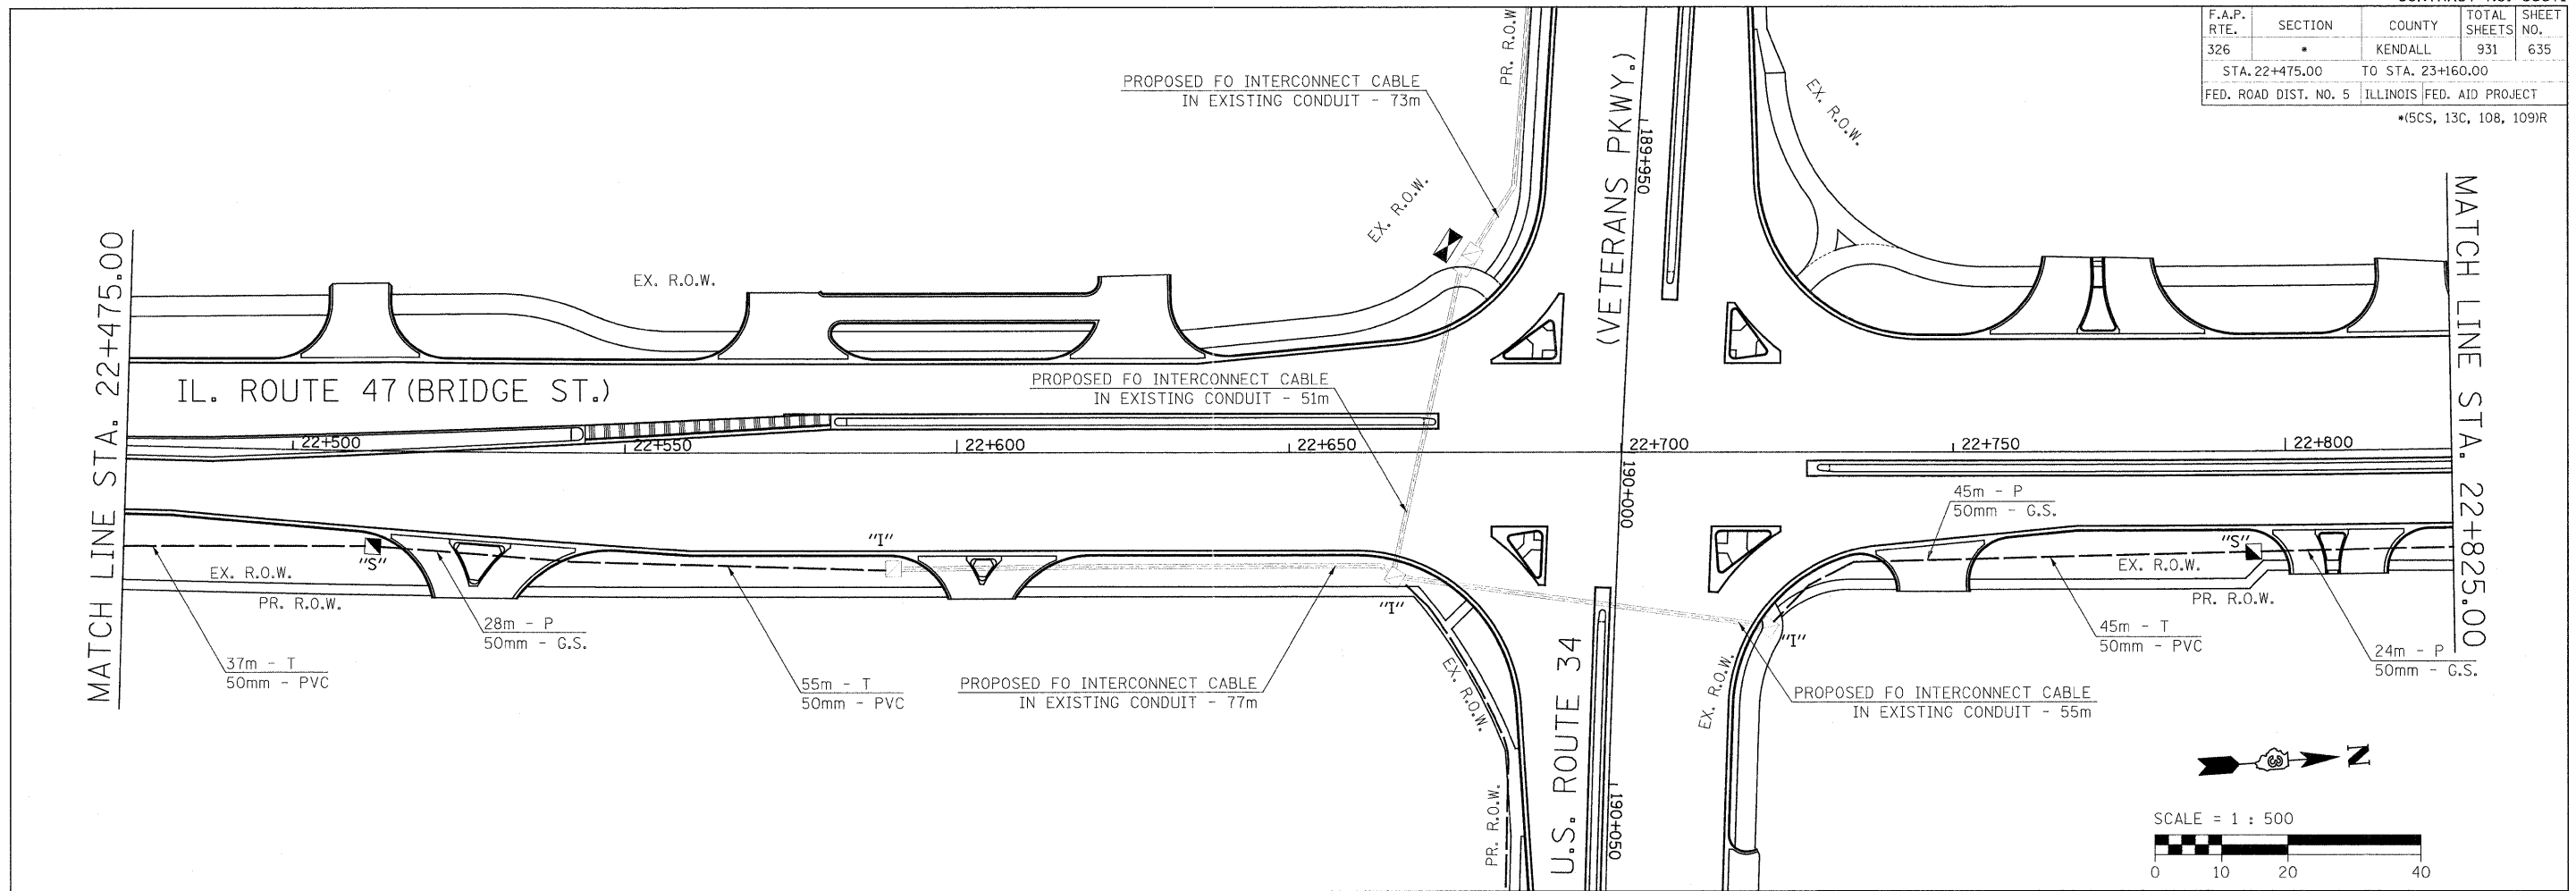 F.A.P. RTE. SECTION COUNTY TOTAL SHEETS SHEET NO.
326 * KENDALL 931 635
STA. 22+475.00 TO STA. 23+160.00
FED. ROAD DIST. NO. 5 ILLINOIS FED. AID PROJECT
*(5CS, 13C, 108, 109)R
PROPOSED FO INTERCONNECT CABLE
IN EXISTING CONDUIT - 73m
PR. R.O.W.
EX. R.O.W.
EX. R.O.W.
(VETERANS PKWY.)
189+950
EX. R.O.W.
MATCH LINE STA. 22+475.00
MATCH LINE STA. 22+825.00
IL. ROUTE 47 (BRIDGE ST.)
PROPOSED FO INTERCONNECT CABLE
IN EXISTING CONDUIT - 51m
22+500
22+550
22+600
22+650
22+700
22+750
22+800
190+000
45m - P
50mm - G.S.
"S"
"I"
"S"
EX. R.O.W.
EX. R.O.W.
PR. R.O.W.
PR. R.O.W.
"I"
"I"
28m - P
50mm - G.S.
45m - T
50mm - PVC
24m - P
50mm - G.S.
37m - T
50mm - PVC
55m - T
50mm - PVC
PROPOSED FO INTERCONNECT CABLE
IN EXISTING CONDUIT - 77m
EX. R.O.W.
EX. R.O.W.
PROPOSED FO INTERCONNECT CABLE
IN EXISTING CONDUIT - 55m
U.S. ROUTE 34
PR. R.O.W.
190+050
N
SCALE = 1 : 500
0 10 20 40